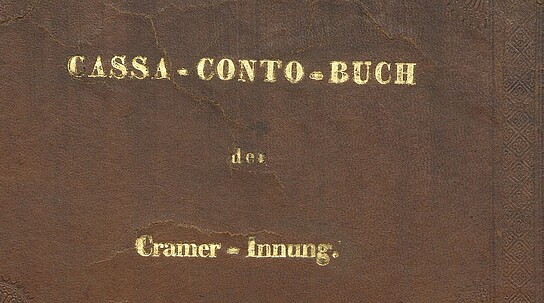 CASSA-CONTO-BUCH
der
Cramer-Innung.